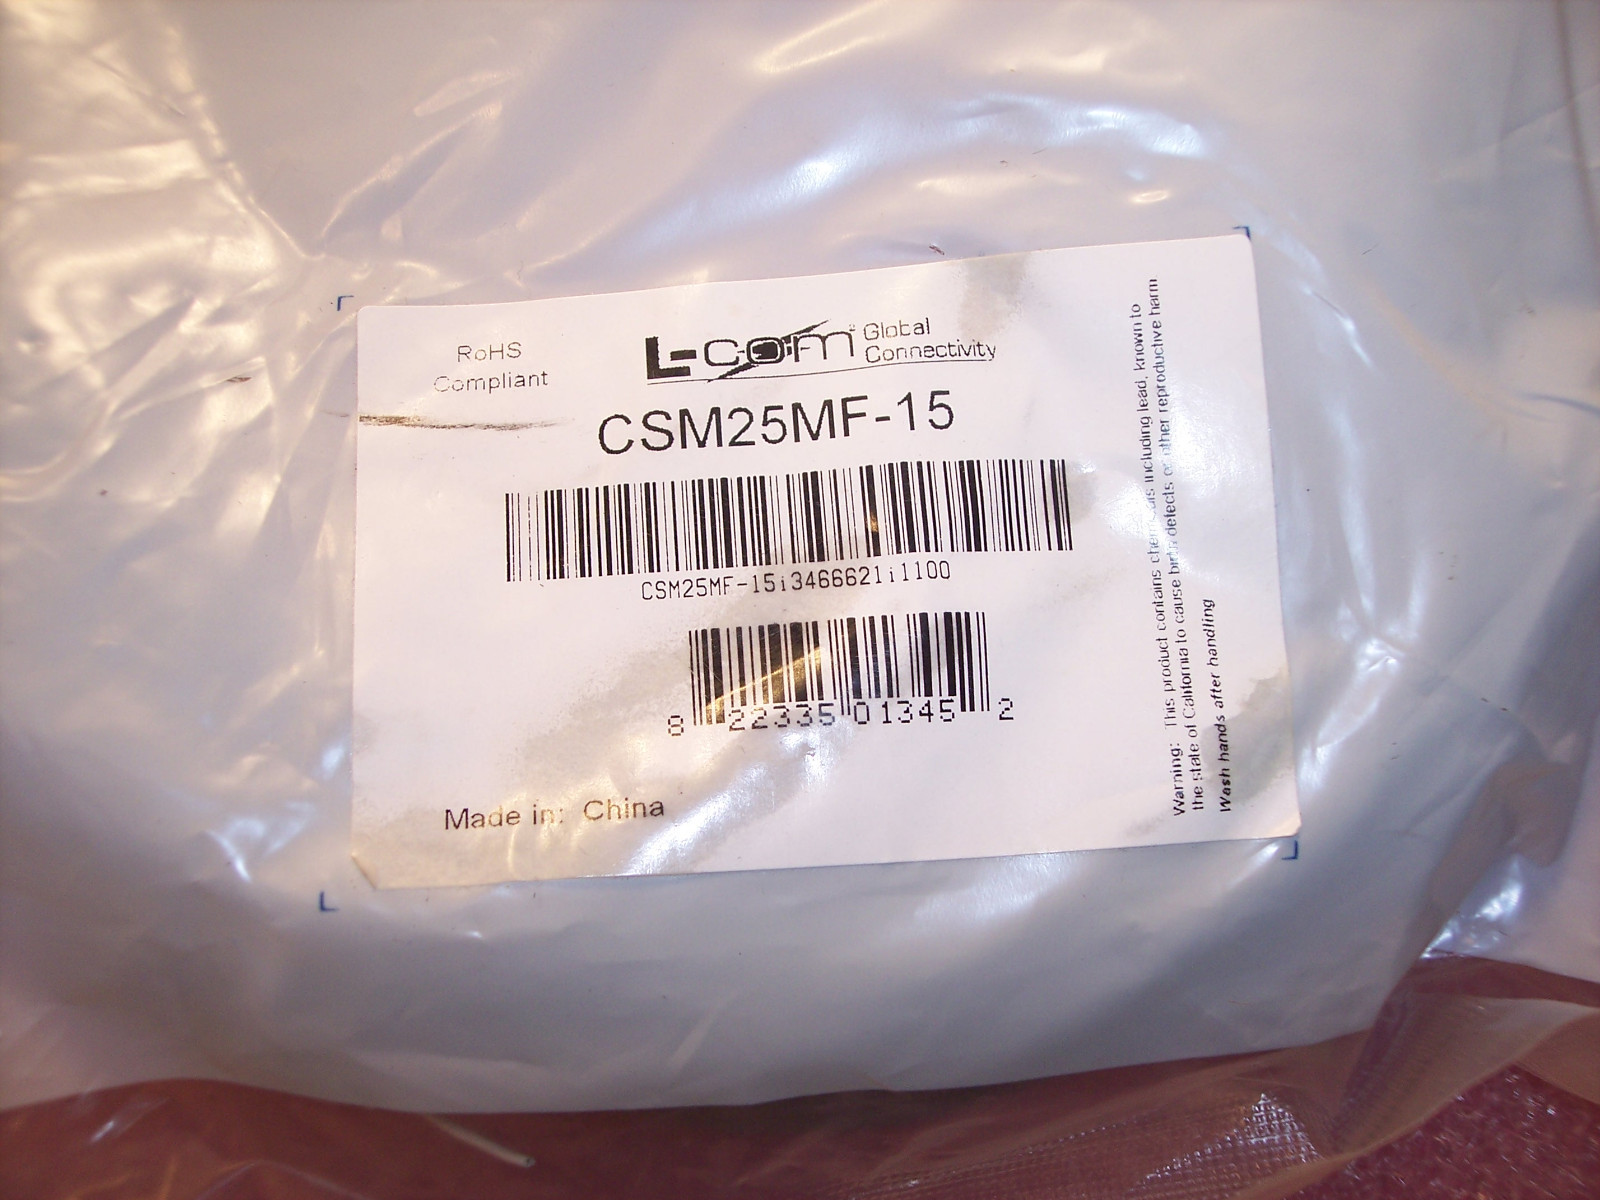 RoHS
Compliant
L-com® Global
Connectivity
CSM25MF-15
CSM25MF-15i3466621i1100
8 22335 01345 2
Made in: China
Warning: This product contains chemicals including lead, known to
the state of California to cause birth defects or other reproductive harm
Wash hands after handling